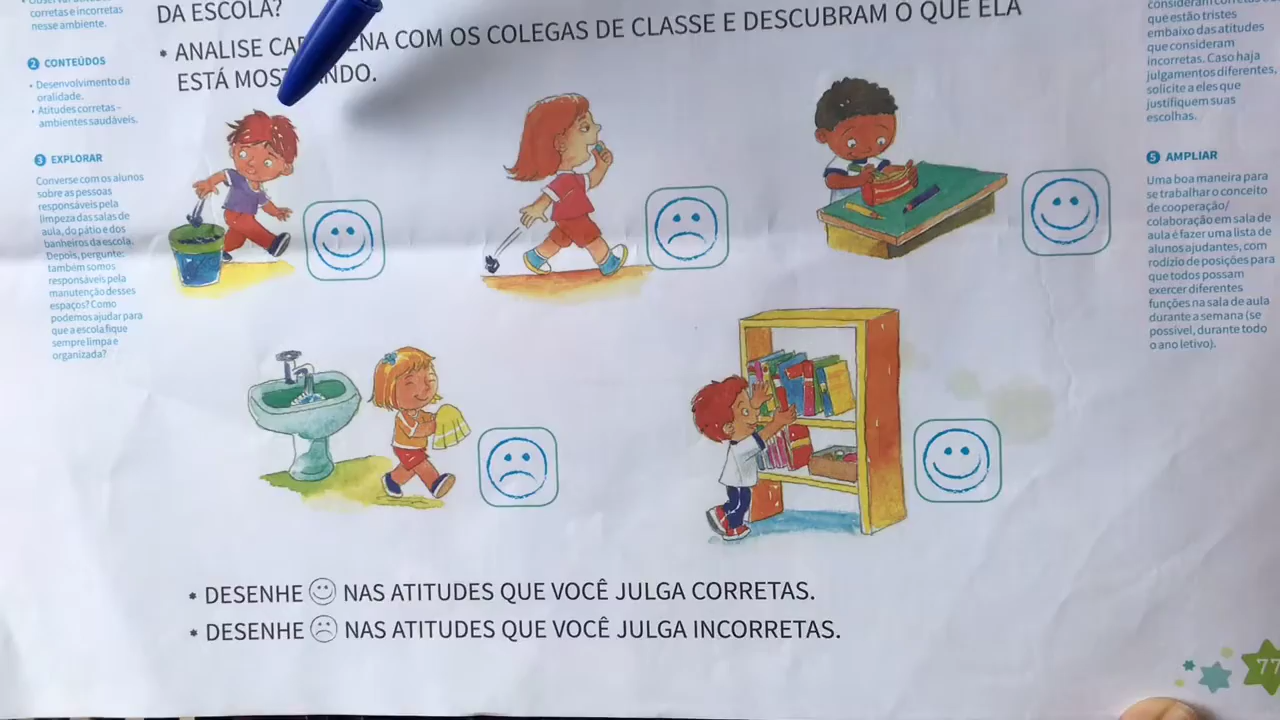 corretas e incorretas
nesse ambiente.
2 CONTEÚDOS
• Desenvolvimento da
oralidade.
• Atitudes corretas –
ambientes saudáveis.
3 EXPLORAR
Converse com os alunos
sobre as pessoas
responsáveis pela
limpeza das salas de
aula, do pátio e dos
banheiros da escola.
Depois, pergunte:
também somos
responsáveis pela
manutenção desses
espaços? Como
podemos ajudar para
que a escola fique
sempre limpa e
organizada?
DA ESCOLA?
• ANALISE COM OS COLEGAS DE CLASSE E DESCUBRAM O QUE ELA
ESTÁ
• DESENHE NAS ATITUDES QUE VOCÊ JULGA CORRETAS.
• DESENHE NAS ATITUDES QUE VOCÊ JULGA INCORRETAS.
que estão tristes
embaixo das atitudes
que consideram
incorretas. Caso haja
julgamentos diferentes,
solicite a eles que
justifiquem suas
escolhas.
5 AMPLIAR
Uma boa maneira para
se trabalhar o conceito
de cooperação/
colaboração em sala de
aula é fazer uma lista de
alunos ajudantes, com
rodízio de posições para
que todos possam
exercer diferentes
funções na sala de aula
durante a semana (se
possível, durante todo
o ano letivo).
77